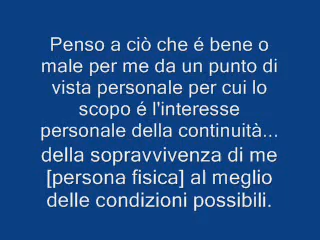 Penso a ciò che é bene o
male per me da un punto di
vista personale per cui lo
scopo é l'interesse
personale della continuità...
della sopravvivenza di me
[persona fisica] al meglio
delle condizioni possibili.